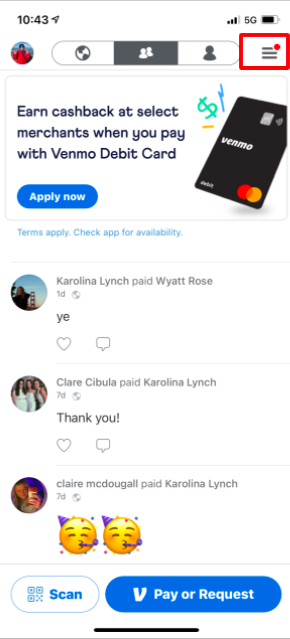 10:43
5G
Earn cashback at select
merchants when you pay
with Venmo Debit Card
venmo
debit
Apply now
Terms apply. Check app for availability.
Karolina Lynch paid Wyatt Rose
1d
ye
Clare Cibula paid Karolina Lynch
7d
Thank you!
claire mcdougall paid Karolina Lynch
7d
🥳🥳
Scan
Pay or Request